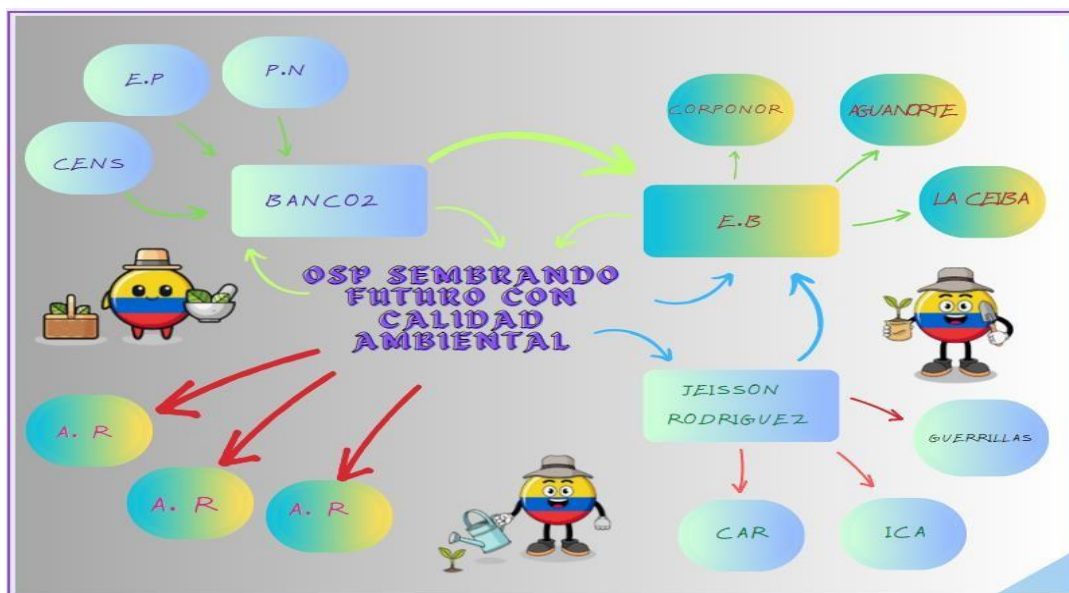 E.P
P.N
CENS
BANCO2
CORPONOR
AGUANORTE
E.B
LA CEIBA
OSP SEMBRANDO
FUTURO CON
CALIDAD
AMBIENTAL
JEISSON
RODRIGUEZ
GUERRILLAS
A. R
A. R
A. R
CAR
ICA